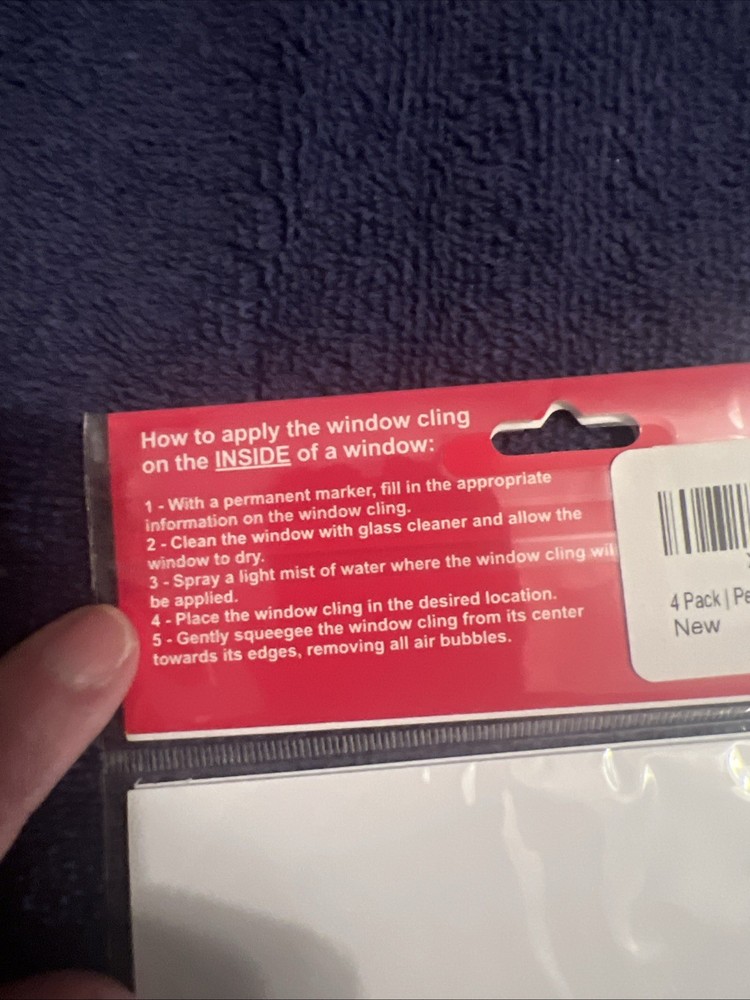 How to apply the window cling
on the INSIDE of a window:
1 - With a permanent marker, fill in the appropriate
information on the window cling.
2 - Clean the window with glass cleaner and allow the
window to dry.
3 - Spray a light mist of water where the window cling wil
be applied.
4 - Place the window cling in the desired location.
5 - Gently squeegee the window cling from its center
towards its edges, removing all air bubbles.
4 Pack | Pe
New